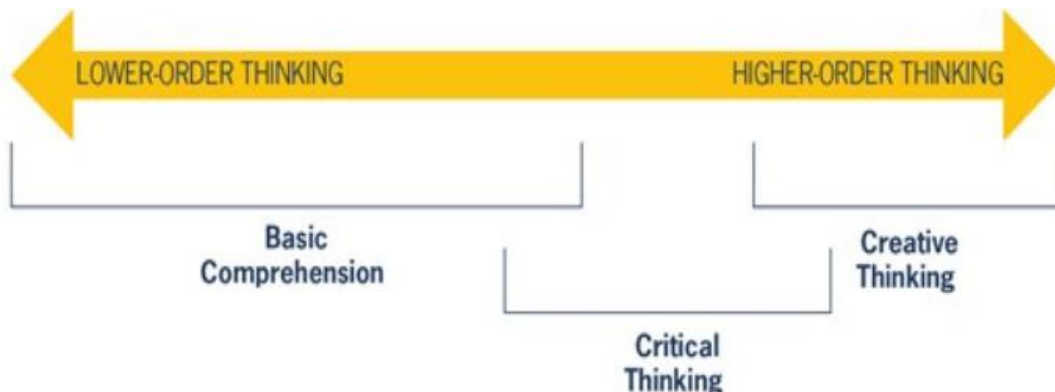 LOWER-ORDER THINKING HIGHER-ORDER THINKING
Basic
Comprehension
Creative
Thinking
Critical
Thinking